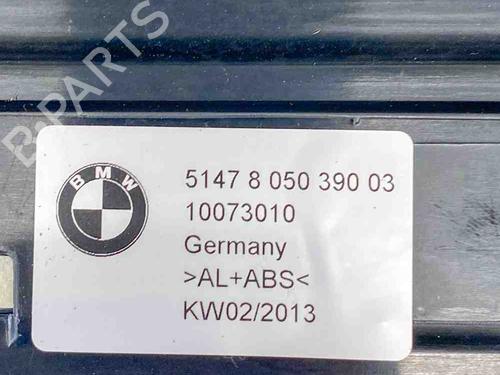 B-PARTS
BMW
5147 8 050 390 03
10073010
Germany
>AL+ABS<
KW02/2013